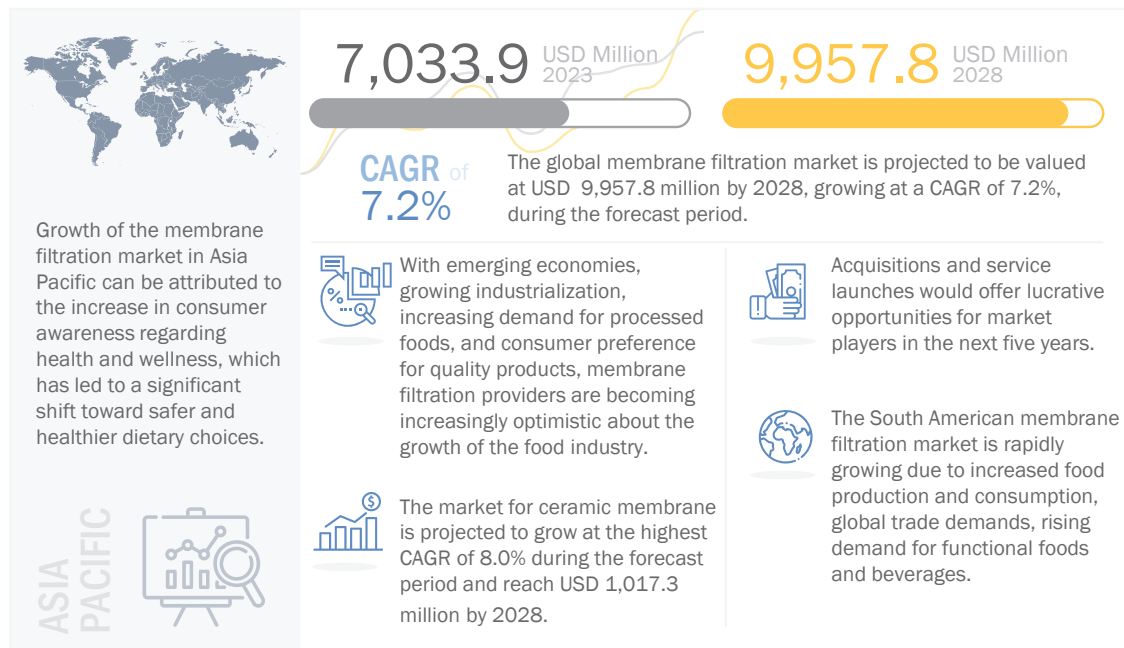 7,033.9 USD Million
2023
9,957.8 USD Million
2028
CAGR of
7.2%
The global membrane filtration market is projected to be valued
at USD 9,957.8 million by 2028, growing at a CAGR of 7.2%,
during the forecast period.
Growth of the membrane
filtration market in Asia
Pacific can be attributed to
the increase in consumer
awareness regarding
health and wellness, which
has led to a significant
shift toward safer and
healthier dietary choices.
ASIA
PACIFIC
With emerging economies,
growing industrialization,
increasing demand for processed
foods, and consumer preference
for quality products, membrane
filtration providers are becoming
increasingly optimistic about the
growth of the food industry.
The market for ceramic membrane
is projected to grow at the highest
CAGR of 8.0% during the forecast
period and reach USD 1,017.3
million by 2028.
Acquisitions and service
launches would offer lucrative
opportunities for market
players in the next five years.
The South American membrane
filtration market is rapidly
growing due to increased food
production and consumption,
global trade demands, rising
demand for functional foods
and beverages.